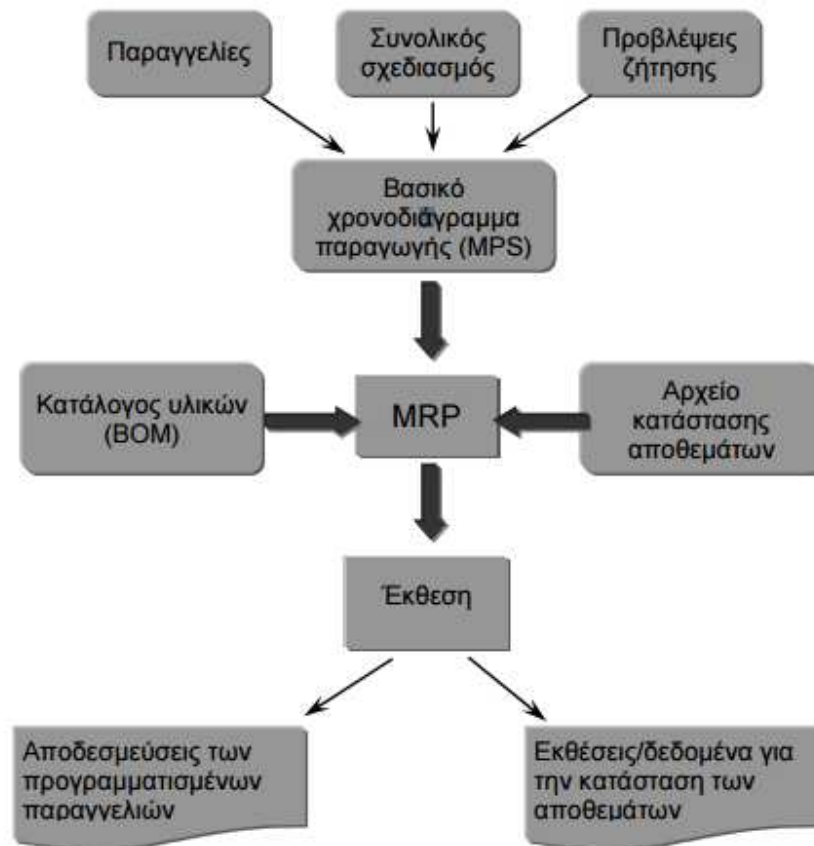 Παραγγελίες
Συνολικός
σχεδιασμός
Προβλέψεις
ζήτησης
Βασικό
χρονοδιάγραμμα
παραγωγής (MPS)
Κατάλογος υλικών
(BOM)
MRP
Αρχείο
κατάστασης
αποθεμάτων
Έκθεση
Αποδεσμεύσεις των
προγραμματισμένων
παραγγελιών
Εκθέσεις/δεδομένα για
την κατάσταση των
αποθεμάτων